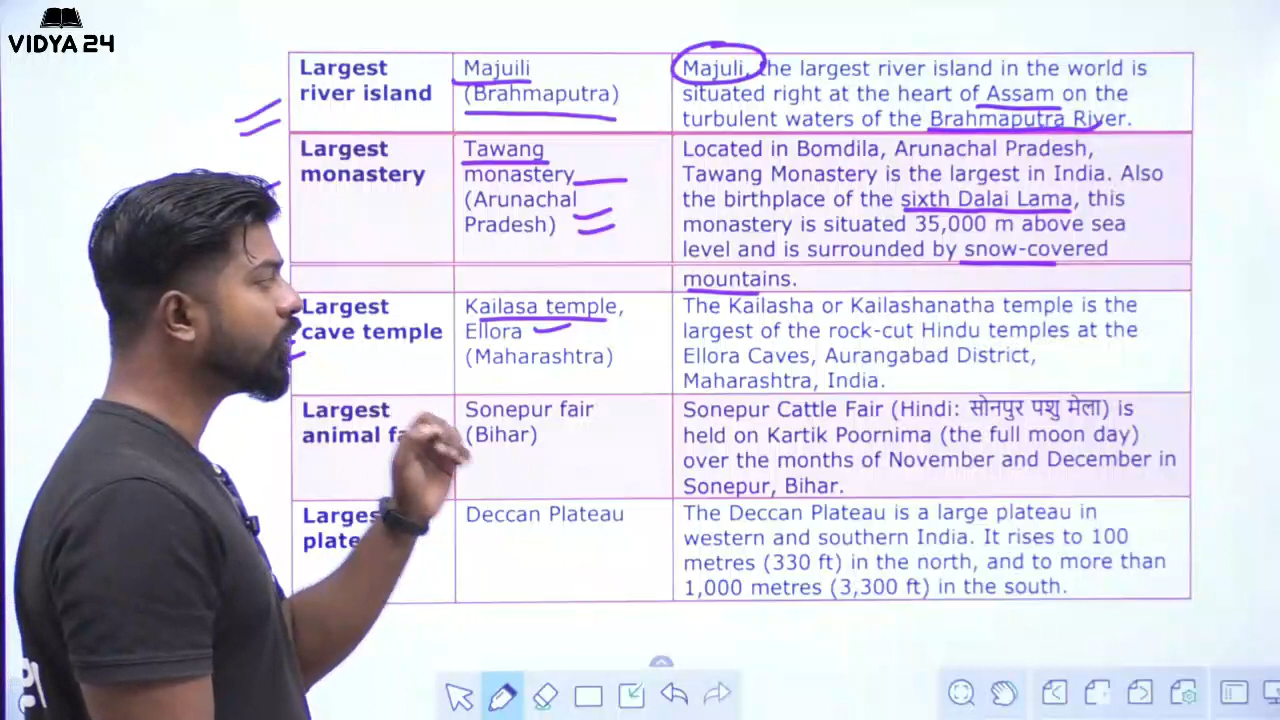 VIDYA 24
Largest
river island
Majuili
(Brahmaputra)
Majuli, the largest river island in the world is
situated right at the heart of Assam on the
turbulent waters of the Brahmaputra River.
Largest
monastery
Tawang
monastery
(Arunachal
Pradesh)
Located in Bomdila, Arunachal Pradesh,
Tawang Monastery is the largest in India. Also
the birthplace of the sixth Dalai Lama, this
monastery is situated 35,000 m above sea
level and is surrounded by snow-covered
mountains.
Largest
cave temple
Kailasa temple,
Ellora
(Maharashtra)
The Kailasha or Kailashanatha temple is the
largest of the rock-cut Hindu temples at the
Ellora Caves, Aurangabad District,
Maharashtra, India.
Largest
animal
Sonepur fair
(Bihar)
Sonepur Cattle Fair (Hindi: सोनपुर पशु मेला) is
held on Kartik Poornima (the full moon day)
over the months of November and December in
Sonepur, Bihar.
Deccan Plateau
The Deccan Plateau is a large plateau in
western and southern India. It rises to 100
metres (330 ft) in the north, and to more than
1,000 metres (3,300 ft) in the south.